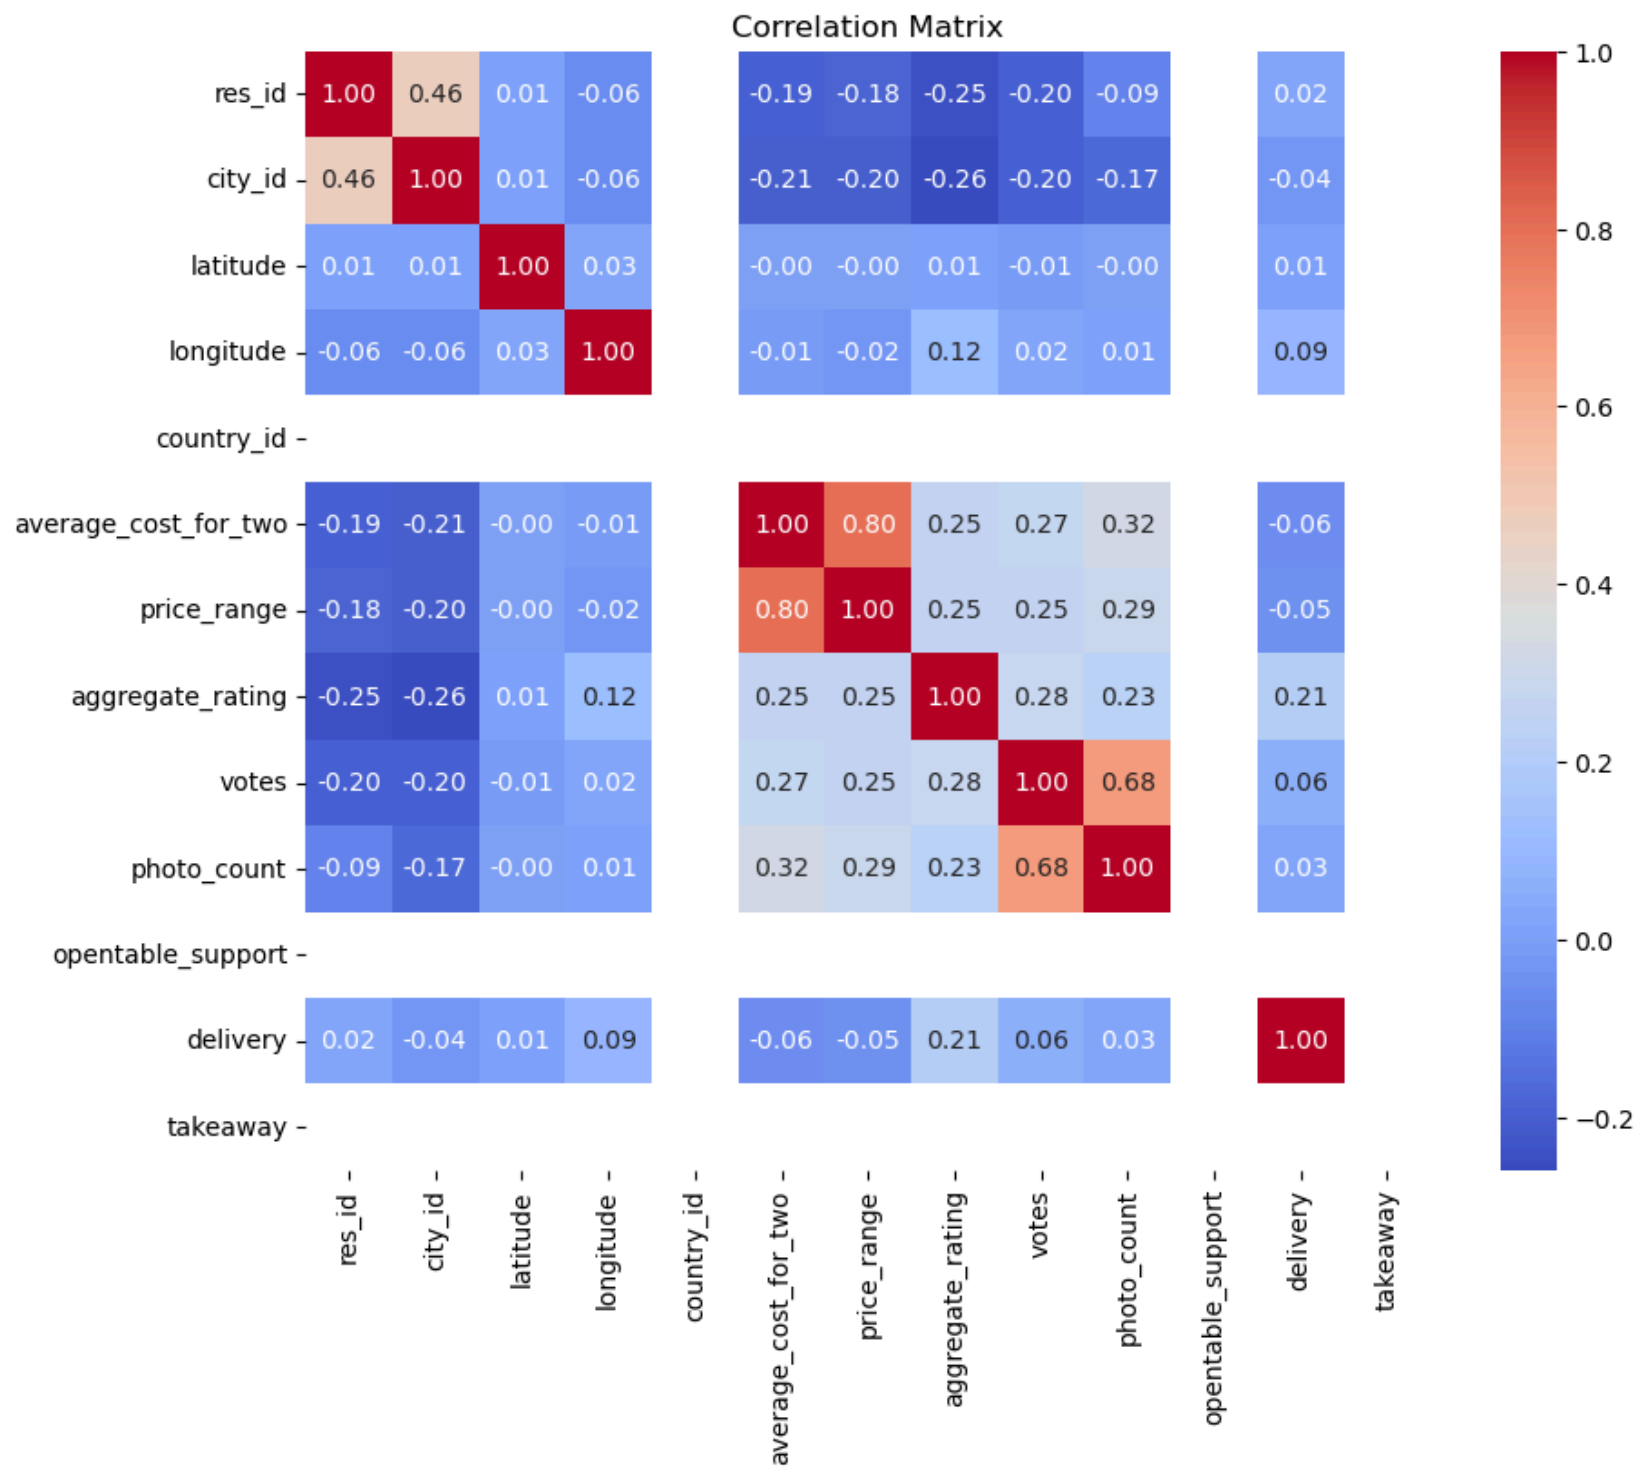 Correlation Matrix
res_id 1.00 0.46 0.01 -0.06 -0.19 -0.18 -0.25 -0.20 -0.09 0.02
city_id 0.46 1.00 0.01 -0.06 -0.21 -0.20 -0.26 -0.20 -0.17 -0.04
latitude 0.01 0.01 1.00 0.03 -0.00 -0.00 0.01 -0.01 -0.00 0.01
longitude -0.06 -0.06 0.03 1.00 -0.01 -0.02 0.12 0.02 0.01 0.09
country_id
average_cost_for_two -0.19 -0.21 -0.00 -0.01 1.00 0.80 0.25 0.27 0.32 -0.06
price_range -0.18 -0.20 -0.00 -0.02 0.80 1.00 0.25 0.25 0.29 -0.05
aggregate_rating -0.25 -0.26 0.01 0.12 0.25 0.25 1.00 0.28 0.23 0.21
votes -0.20 -0.20 -0.01 0.02 0.27 0.25 0.28 1.00 0.68 0.06
photo_count -0.09 -0.17 -0.00 0.01 0.32 0.29 0.23 0.68 1.00 0.03
opentable_support
delivery 0.02 -0.04 0.01 0.09 -0.06 -0.05 0.21 0.06 0.03 1.00
takeaway
res_id
city_id
latitude
longitude
country_id
average_cost_for_two
price_range
aggregate_rating
votes
photo_count
opentable_support
delivery
takeaway
1.0
0.8
0.6
0.4
0.2
0.0
−0.2